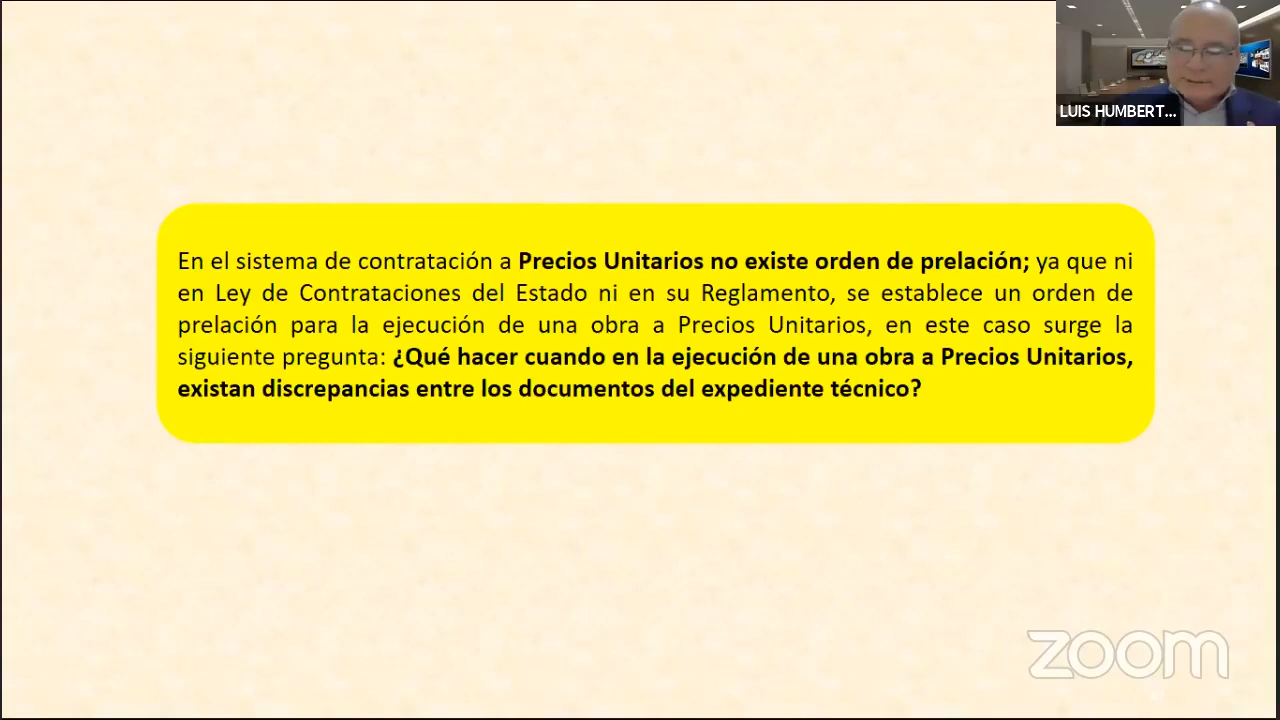 LUIS HUMBERT...
En el sistema de contratación a Precios Unitarios no existe orden de prelación; ya que ni
en Ley de Contrataciones del Estado ni en su Reglamento, se establece un orden de
prelación para la ejecución de una obra a Precios Unitarios, en este caso surge la
siguiente pregunta: ¿Qué hacer cuando en la ejecución de una obra a Precios Unitarios,
existan discrepancias entre los documentos del expediente técnico?
zoom